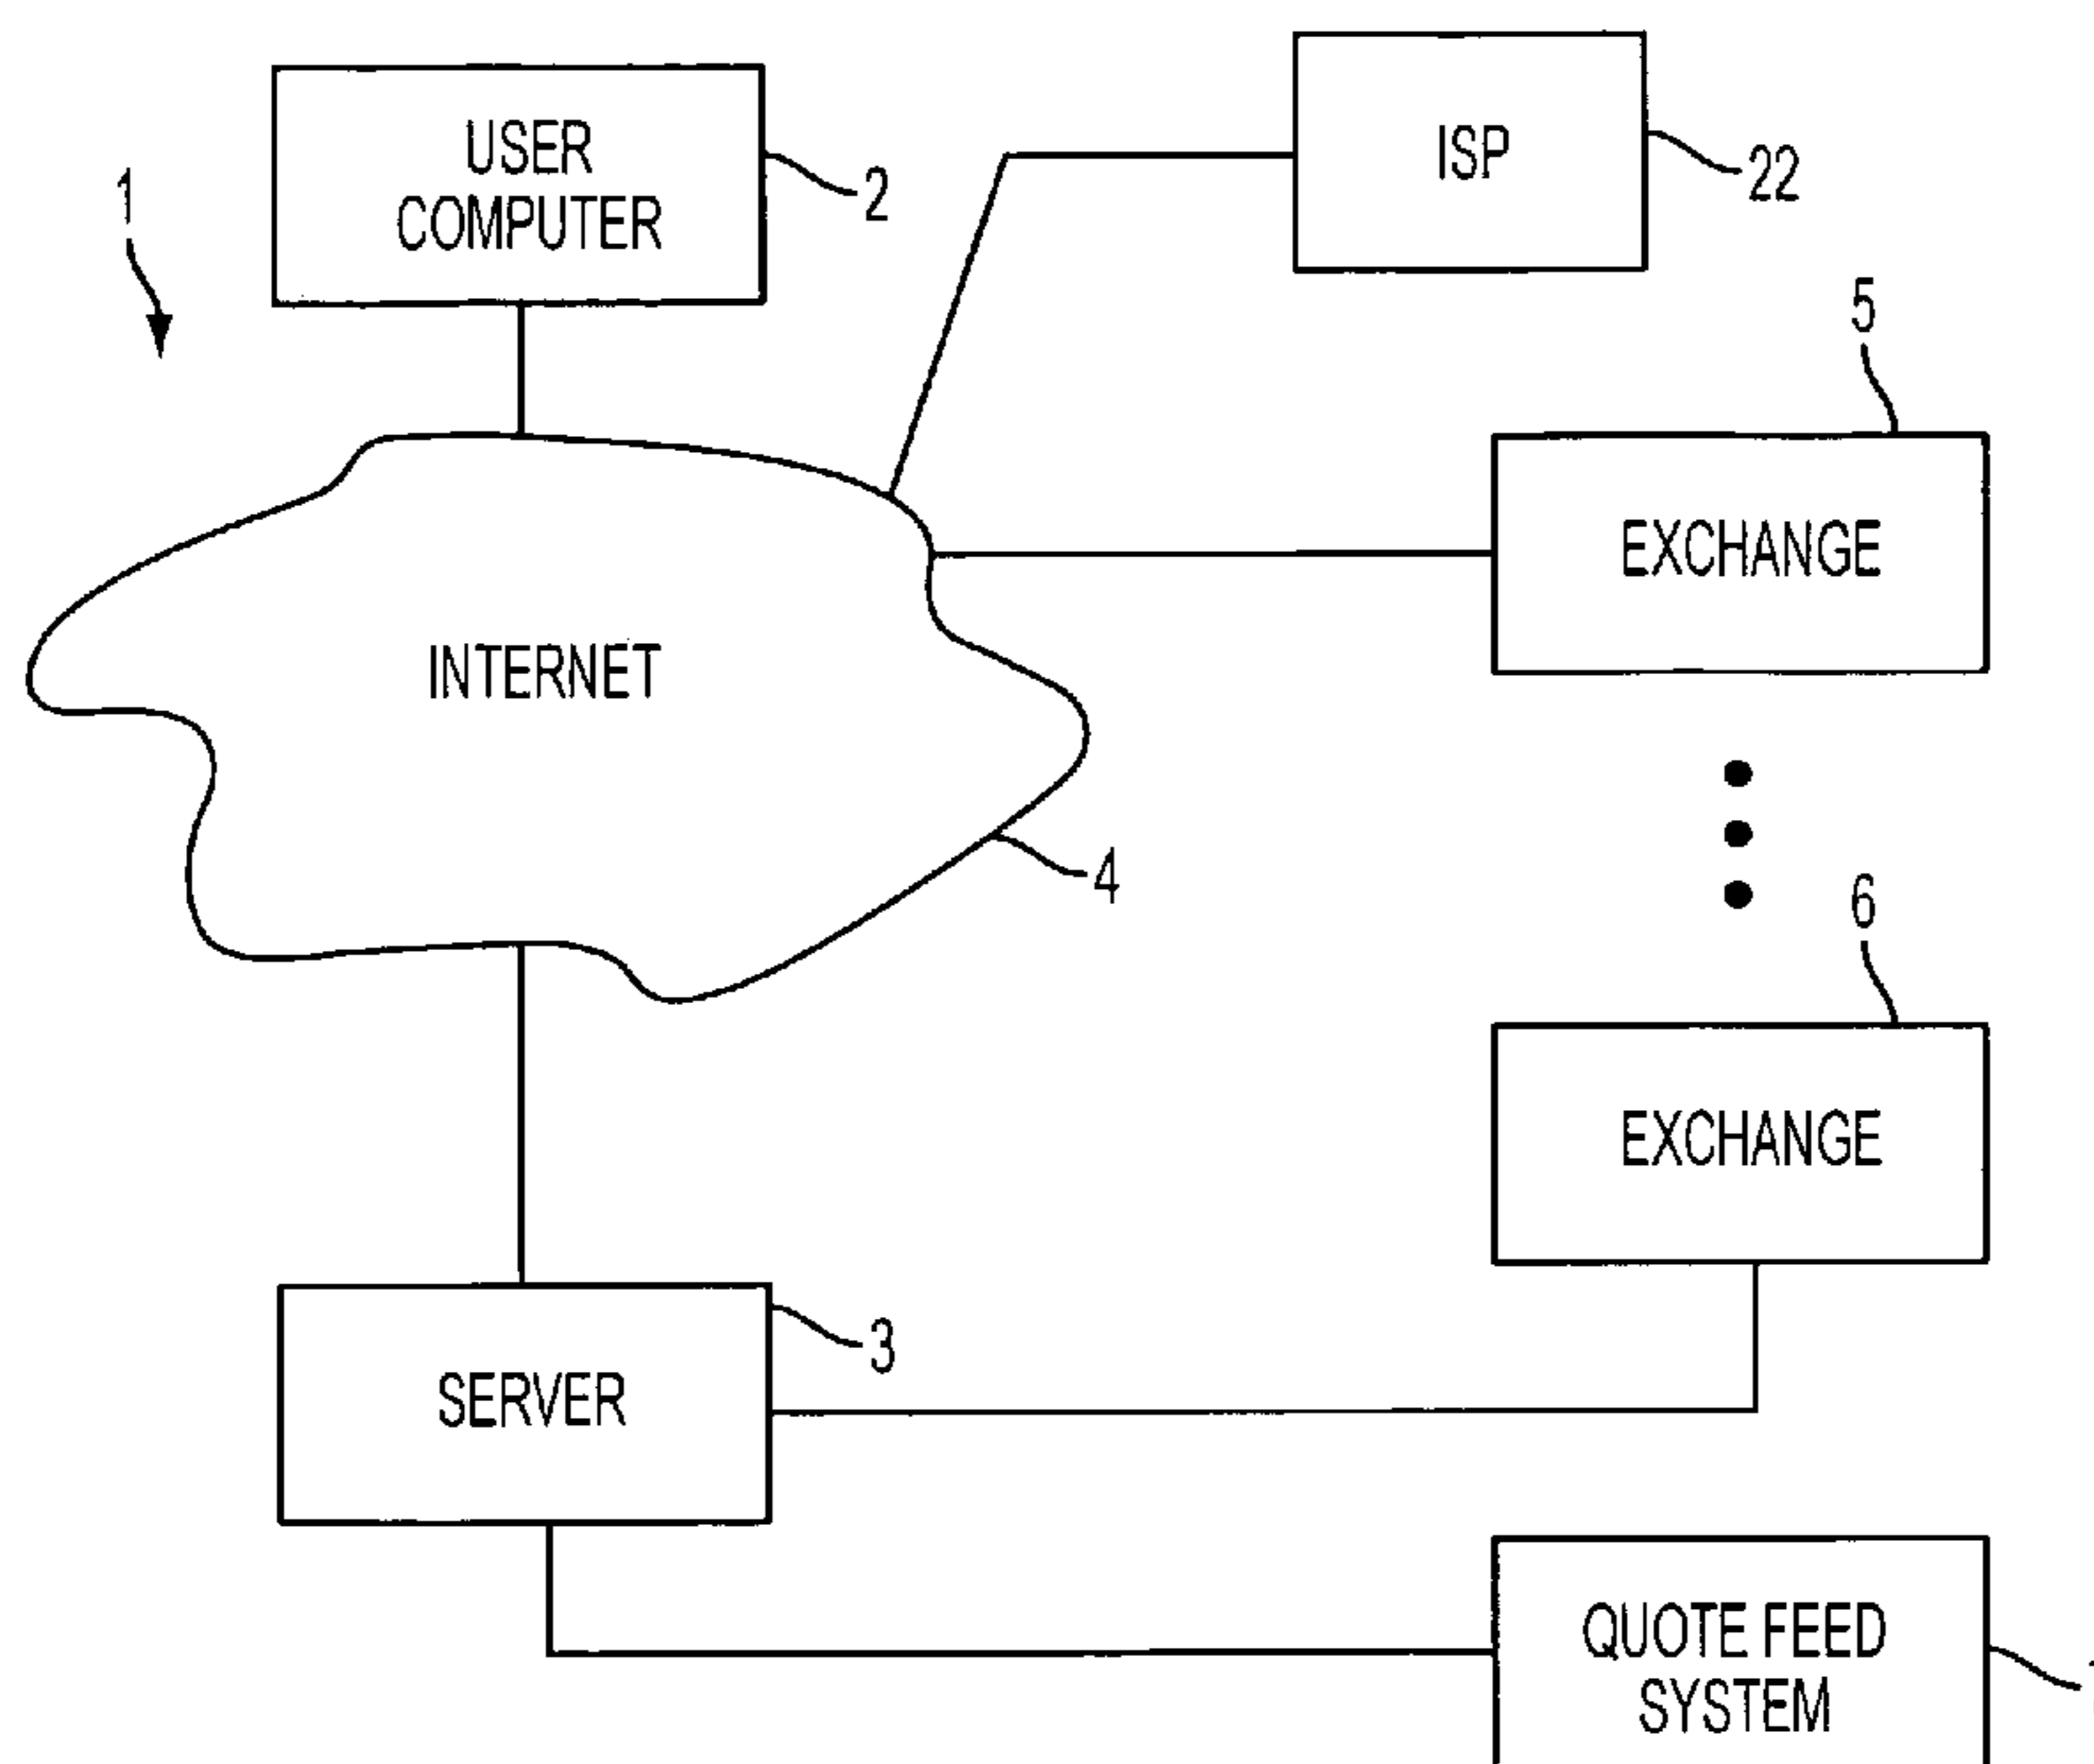 USER
COMPUTER
2
ISP
22
1
5
EXCHANGE
INTERNET
4
6
EXCHANGE
3
SERVER
QUOTE FEED
SYSTEM